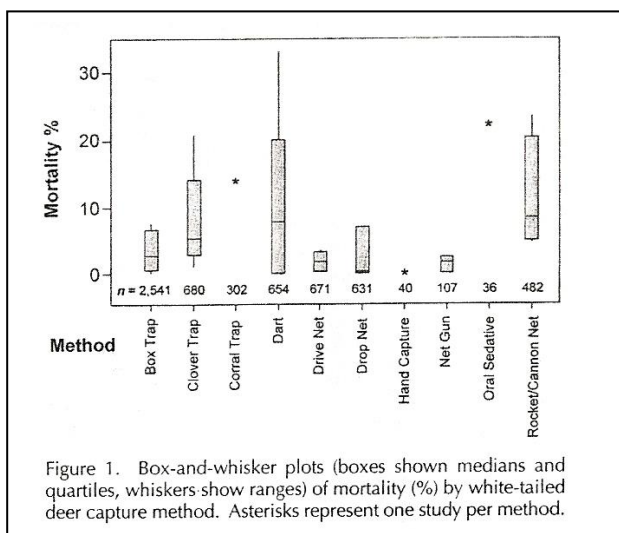 Mortality %
30
20
10
0
n = 2,541 680 302 654 671 631 40 107 36 482
Method
Box Trap
Clover Trap
Corral Trap
Dart
Drive Net
Drop Net
Hand Capture
Net Gun
Oral Sedative
Rocket/Cannon Net
Figure 1. Box-and-whisker plots (boxes shown medians and
quartiles, whiskers show ranges) of mortality (%) by white-tailed
deer capture method. Asterisks represent one study per method.